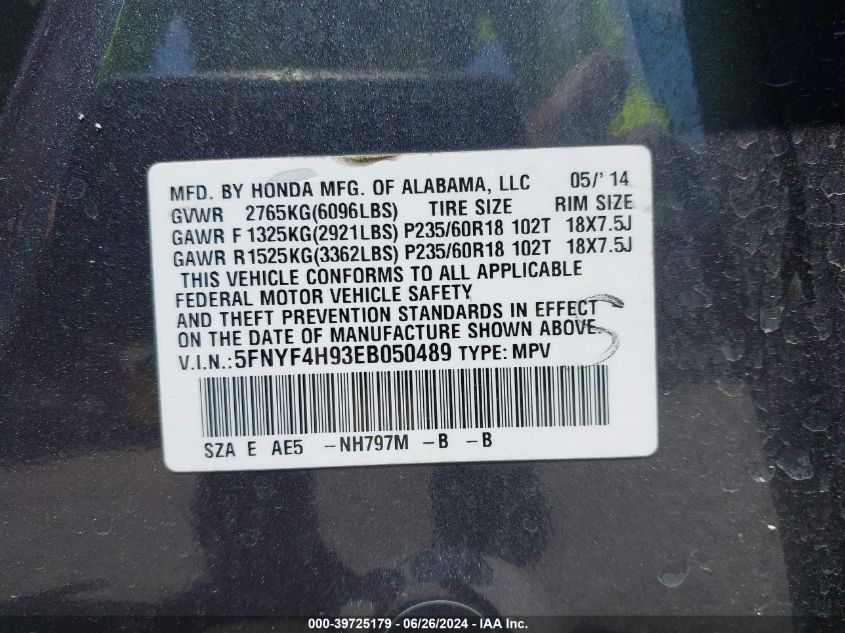 MFD. BY HONDA MFG. OF ALABAMA, LLC 05/'14
GVWR 2765KG(6096LBS) TIRE SIZE RIM SIZE
GAWR F 1325KG(2921LBS) P235/60R18 102T 18X7.5J
GAWR R 1525KG(3362LBS) P235/60R18 102T 18X7.5J
THIS VEHICLE CONFORMS TO ALL APPLICABLE
FEDERAL MOTOR VEHICLE SAFETY
AND THEFT PREVENTION STANDARDS IN EFFECT
ON THE DATE OF MANUFACTURE SHOWN ABOVE.
V.I.N.:5FNYF4H93EB050489 TYPE: MPV
SZA E AE5 -NH797M -B -B
000-39725179 - 06/26/2024 - IAA Inc.